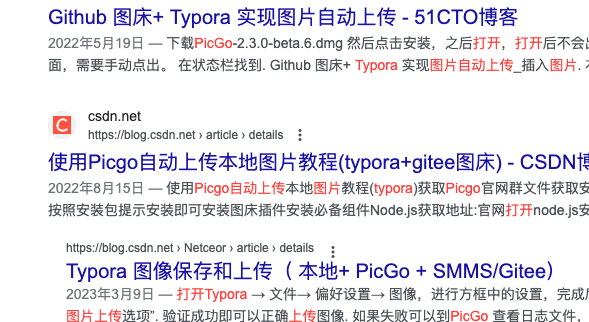 Github 图床+ Typora 实现图片自动上传 - 51CTO博客
2022年5月19日 — 下载PicGo-2.3.0-beta.6.dmg 然后点击安装，之后打开，打开后不会
面，需要手动点出。 在状态栏找到. Github 图床+ Typora 实现图片自动上传_插入图片.
csdn.net
https://blog.csdn.net › article › details
使用Picgo自动上传本地图片教程(typora+gitee图床) - CSDN
2022年8月15日 — 使用Picgo自动上传本地图片教程(typora)获取Picgo官网群文件获取安
按照安装包提示安装即可安装图床插件安装必备组件Node.js获取地址:官网打开node.js安
https://blog.csdn.net › Netceor › article › details
Typora 图像保存和上传（ 本地+ PicGo + SMMS/Gitee）
2023年3月9日 — 打开Typora → 文件→ 偏好设置→ 图像，进行方框中的设置，完成后
图片上传选项”. 验证成功即可以正确上传图像. 如果失败可以到PicGo 查看日志文件，